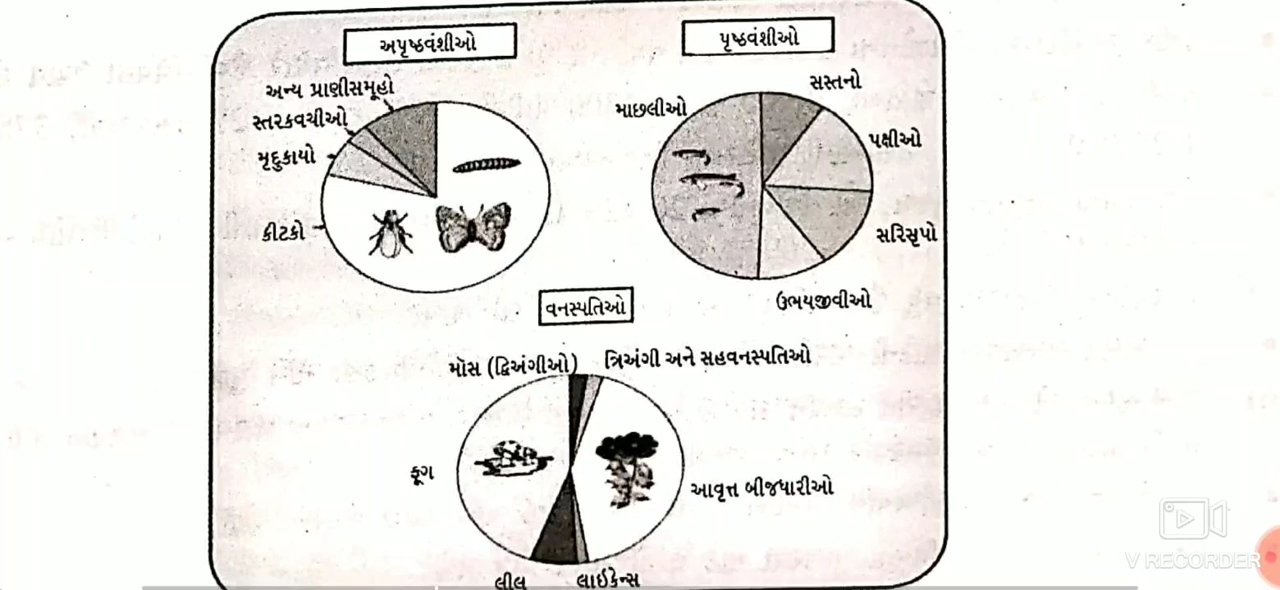 અપૃષ્ઠવંશીઓ
અન્ય પ્રાણીસમૂહો
સ્તરકવચીઓ
મૃદુકાયો
કીટકો
પૃષ્ઠવંશીઓ
સસ્તનો
માછલીઓ
પક્ષીઓ
સરિસૃપો
ઉભયજીવીઓ
વનસ્પતિઓ
મૉસ (દ્વિઅંગીઓ)
ત્રિઅંગી અને સહવનસ્પતિઓ
ફૂગ
આવૃત્ત બીજધારીઓ
લીલ
લાઇકેન્સ
V RECORDER